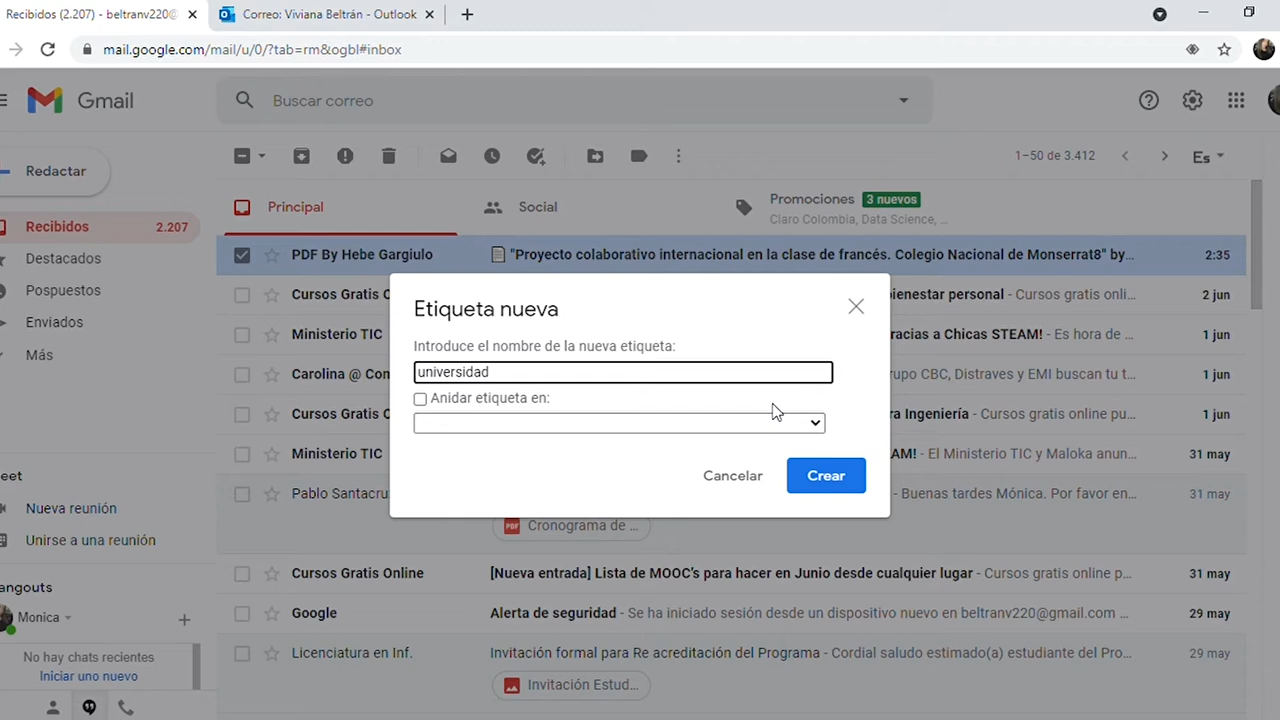 Recibidos (2.207) - beltranv220@
Correo: Viviana Beltrán - Outlook
mail.google.com/mail/u/0/?tab=rm&ogbl#inbox
Gmail
Buscar correo
Redactar
1–50 de 3.412
Es
Recibidos 2.207
Destacados
Pospuestos
Enviados
Más
Principal
Social
Promociones 3 nuevos
Claro Colombia, Data Science, ...
PDF By Hebe Gargiulo "Proyecto colaborativo internacional en la clase de francés. Colegio Nacional de Monserrat8" by... 2:35
Cursos Gratis bienestar personal - Cursos gratis onli... 2 jun
Ministerio TIC Gracias a Chicas STEAM! - Es hora de 1 jun
Carolina @ Grupo CBC, Distraves y EMI buscan tu t... 1 jun
Cursos Gratis Ingeniería - Cursos gratis online pu... 1 jun
Ministerio TIC - El Ministerio TIC y Maloka anun... 31 may
Pablo Santacruz - Buenas tardes Mónica. Por favor en... 31 may
PDF Cronograma de ...
Cursos Gratis Online [Nueva entrada] Lista de MOOC's para hacer en Junio desde cualquier lugar - Cursos gratis online p... 31 may
Google Alerta de seguridad - Se ha iniciado sesión desde un dispositivo nuevo en beltranv220@gmail.com ... 29 may
Licenciatura en Inf. Invitación formal para Re acreditación del Programa - Cordial saludo estimado(a) estudiante del Pro... 29 may
Invitación Estud...
Etiqueta nueva
Introduce el nombre de la nueva etiqueta:
universidad
Anidar etiqueta en:
Cancelar
Crear
eet
Nueva reunión
Unirse a una reunión
angouts
Monica
No hay chats recientes
Iniciar uno nuevo